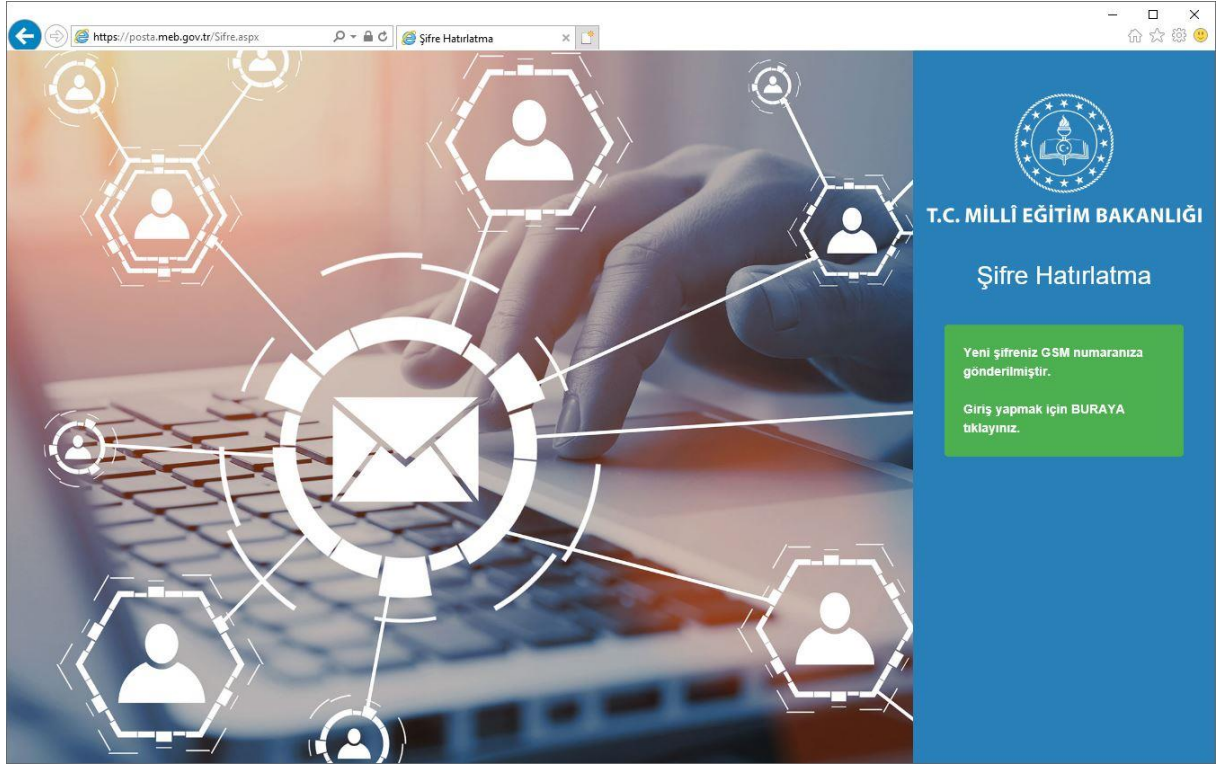 https://posta.meb.gov.tr/Sifre.aspx
Şifre Hatırlatma
T.C. MİLLÎ EĞİTİM BAKANLIĞI
Şifre Hatırlatma
Yeni şifreniz GSM numaranıza
gönderilmiştir.
Giriş yapmak için BURAYA
tıklayınız.